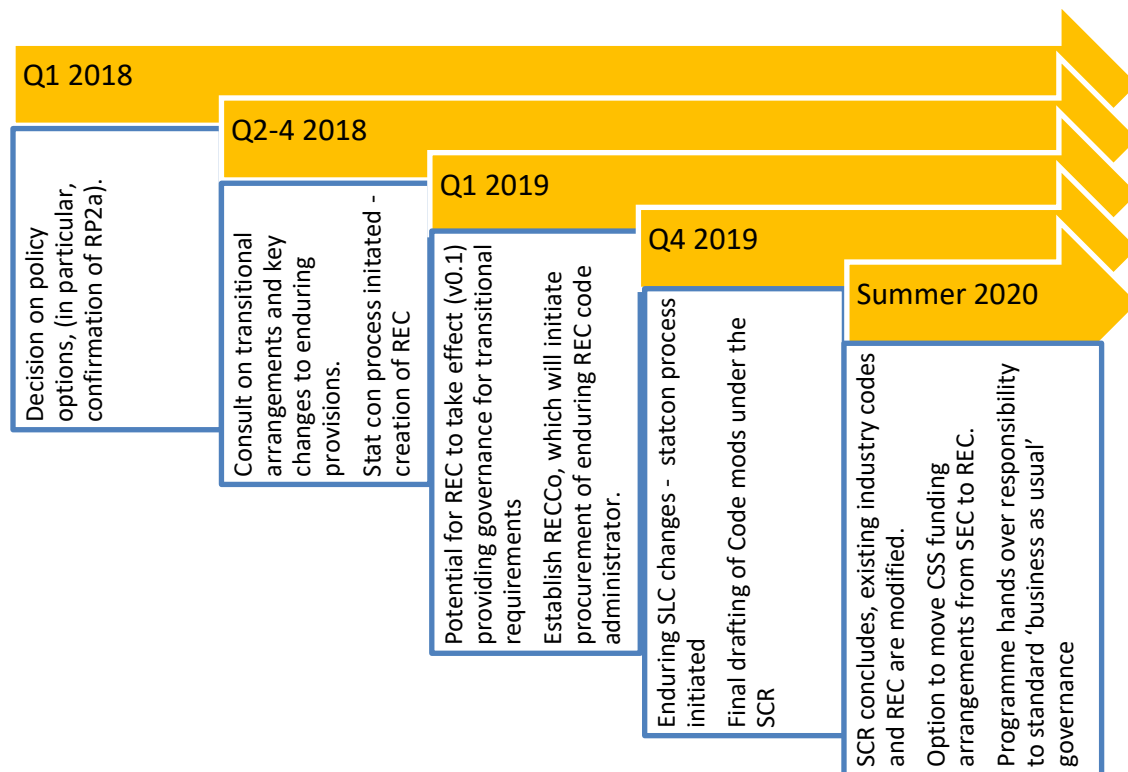 Q1 2018
Decision on policy
options, (in particular,
confirmation of RP2a).
Q2-4 2018
Consult on transitional
arrangements and key
changes to enduring
provisions.
Stat con process initated -
creation of REC
Q1 2019
Potential for REC to take effect (v0.1)
providing governance for transitional
requirements
Establish RECCo, which will initiate
procurement of enduring REC code
administrator.
Q4 2019
Enduring SLC changes - statcon process
initiated
Final drafting of Code mods under the
SCR
Summer 2020
SCR concludes, existing industry codes
and REC are modified.
Option to move CSS funding
arrangements from SEC to REC.
Programme hands over responsibility
to standard ‘business as usual’
governance